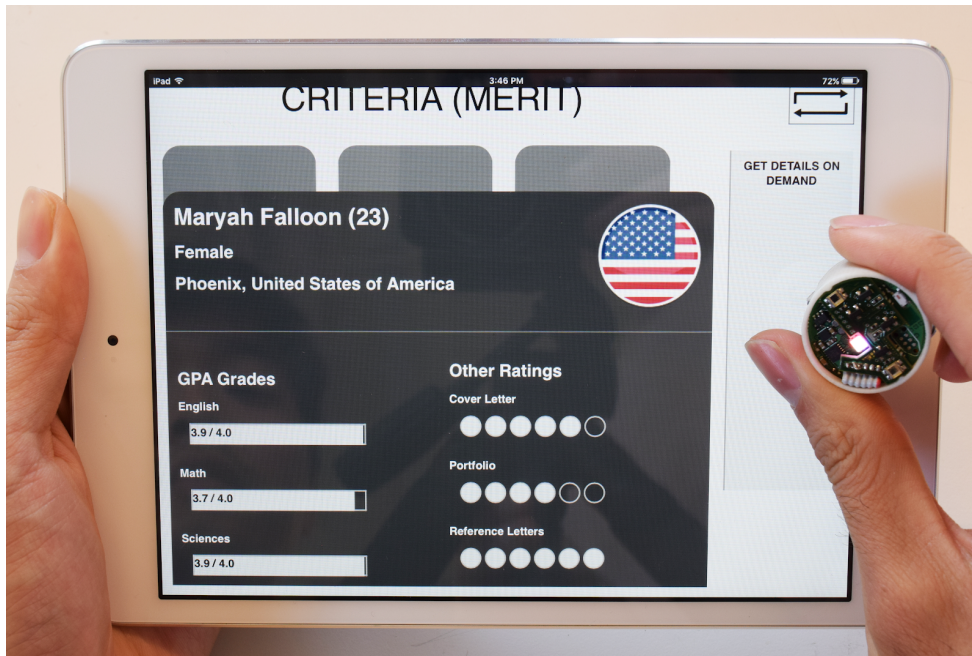 iPad 3:46 PM 72%
CRITERIA (MERIT)
GET DETAILS ON
DEMAND
Maryah Falloon (23)
Female
Phoenix, United States of America
GPA Grades
English
3.9 / 4.0
Math
3.7 / 4.0
Sciences
3.9 / 4.0
Other Ratings
Cover Letter
Portfolio
Reference Letters